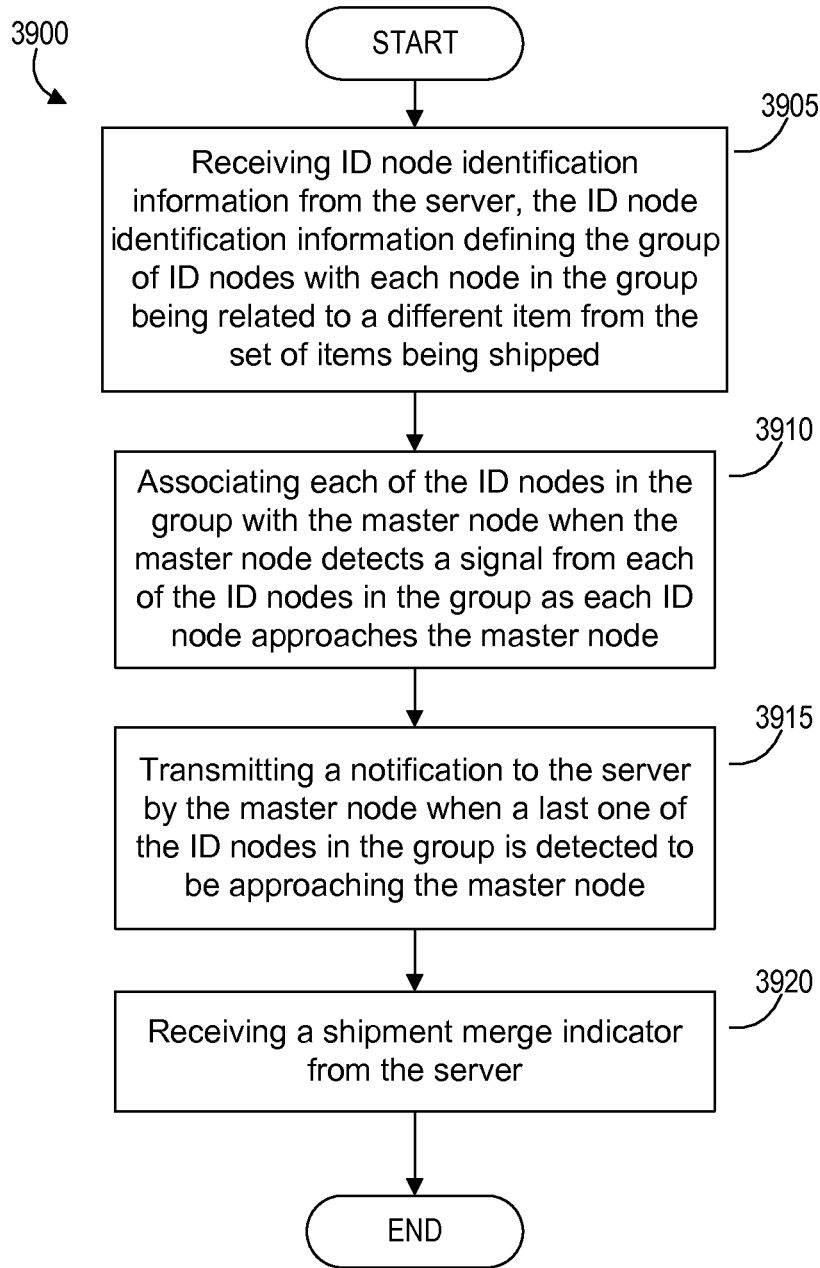 3900
START
3905
Receiving ID node identification
information from the server, the ID node
identification information defining the group
of ID nodes with each node in the group
being related to a different item from the
set of items being shipped
3910
Associating each of the ID nodes in the
group with the master node when the
master node detects a signal from each
of the ID nodes in the group as each ID
node approaches the master node
3915
Transmitting a notification to the server
by the master node when a last one of
the ID nodes in the group is detected to
be approaching the master node
3920
Receiving a shipment merge indicator
from the server
END